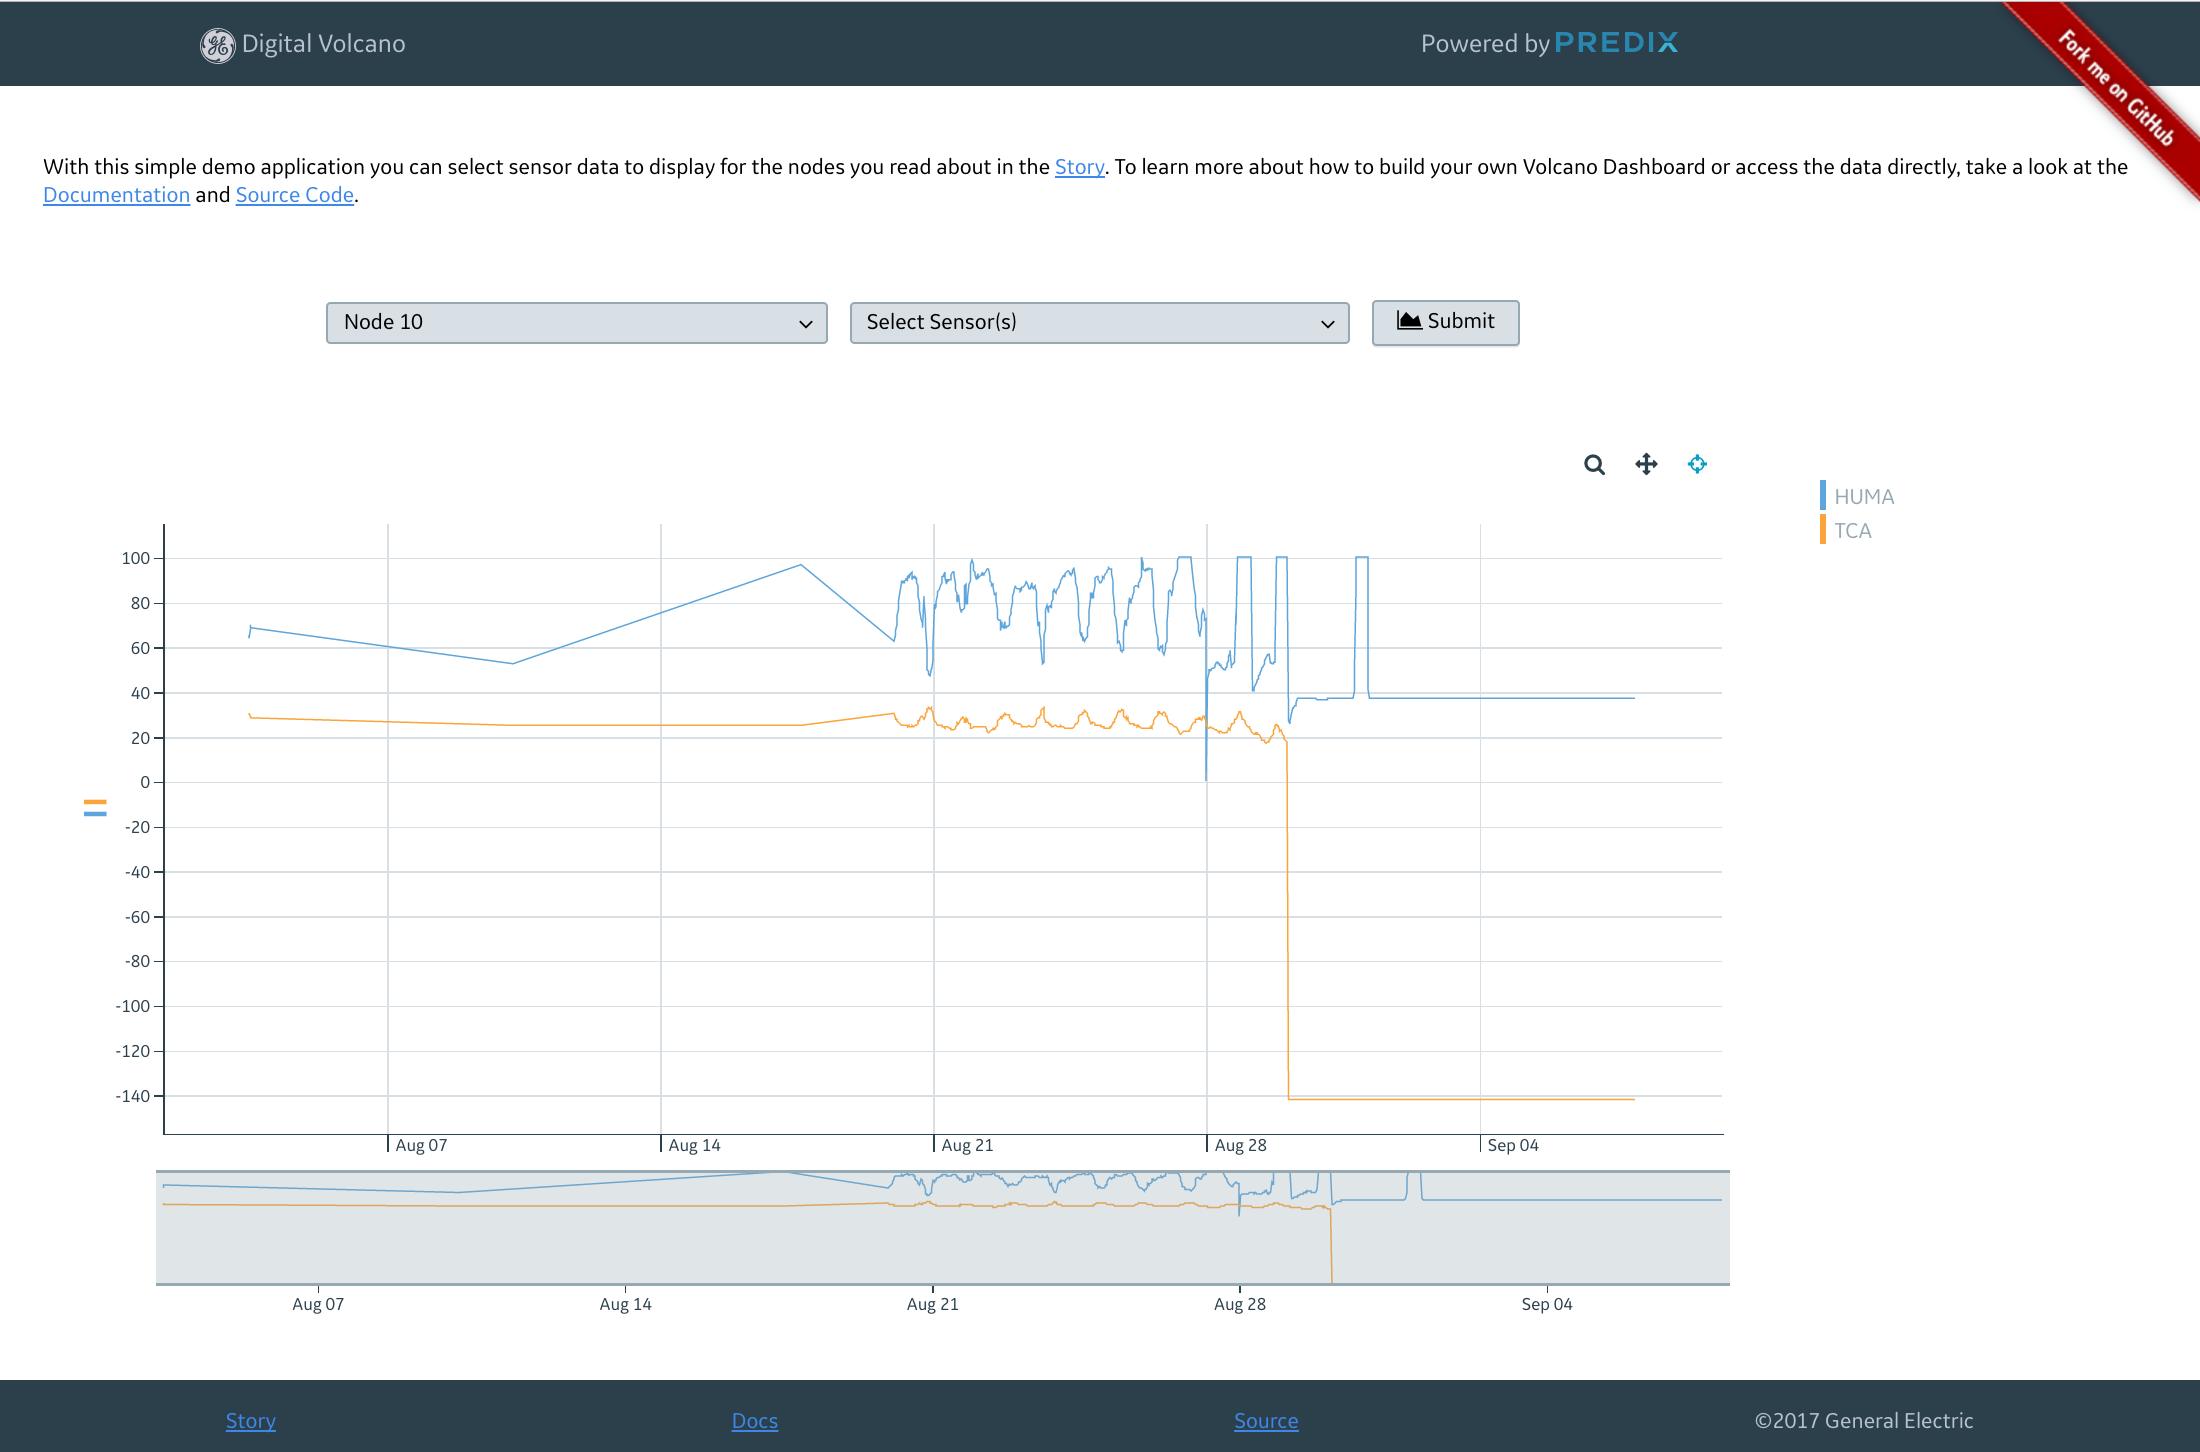 Digital Volcano
Powered by PREDIX
Fork me on GitHub
With this simple demo application you can select sensor data to display for the nodes you read about in the Story. To learn more about how to build your own Volcano Dashboard or access the data directly, take a look at the
Documentation and Source Code.
Node 10
Select Sensor(s)
Submit
HUMA
TCA
100
80
60
40
20
0
-20
-40
-60
-80
-100
-120
-140
Aug 07
Aug 14
Aug 21
Aug 28
Sep 04
Aug 07
Aug 14
Aug 21
Aug 28
Sep 04
Story
Docs
Source
©2017 General Electric